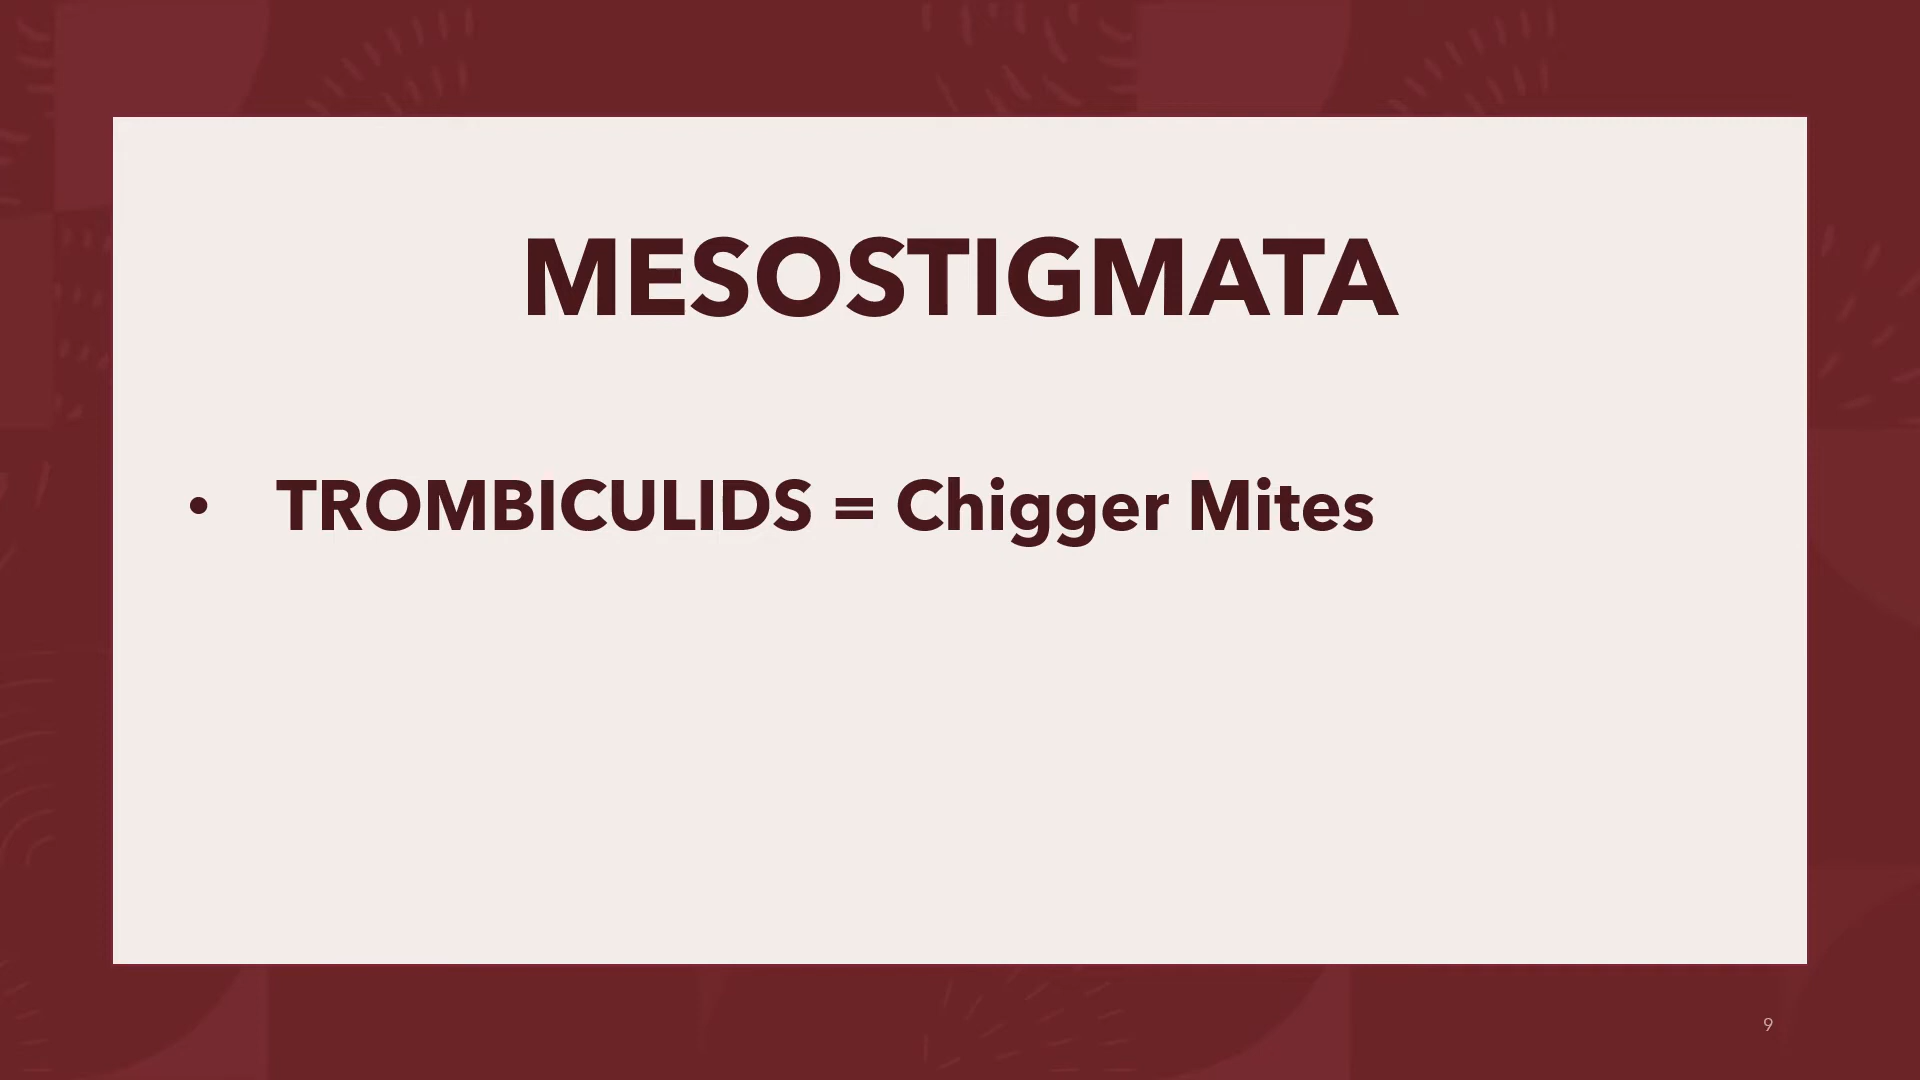 MESOSTIGMATA
• TROMBICULIDS = Chigger Mites
9